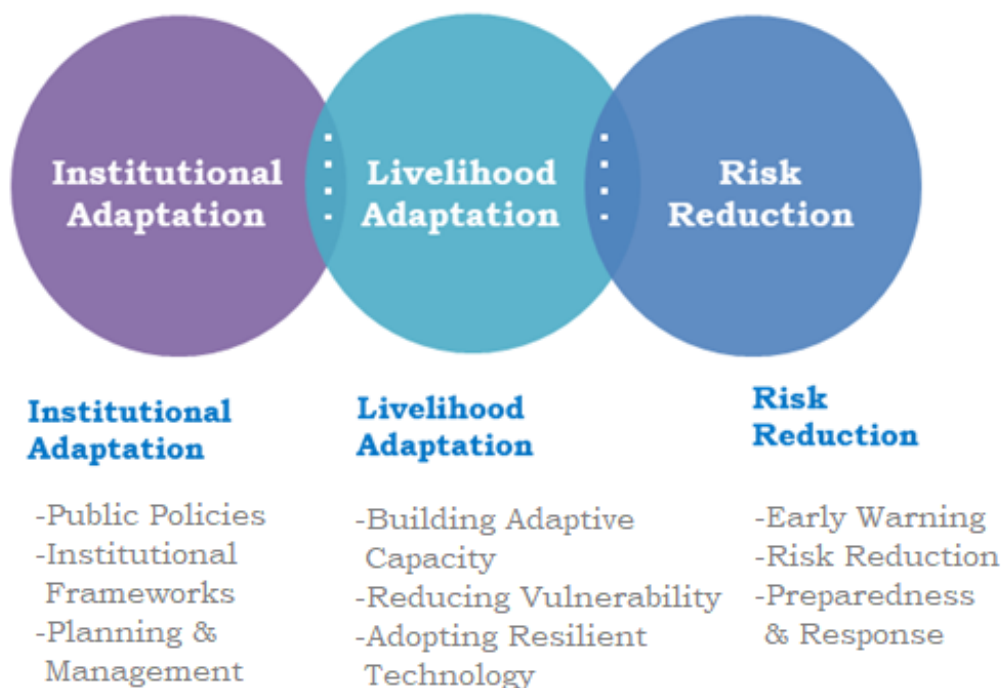 Institutional
Adaptation
Livelihood
Adaptation
Risk
Reduction
Institutional
Adaptation
-Public Policies
-Institutional
Frameworks
-Planning &
Management
Livelihood
Adaptation
-Building Adaptive
Capacity
-Reducing Vulnerability
-Adopting Resilient
Technology
Risk
Reduction
-Early Warning
-Risk Reduction
-Preparedness
& Response